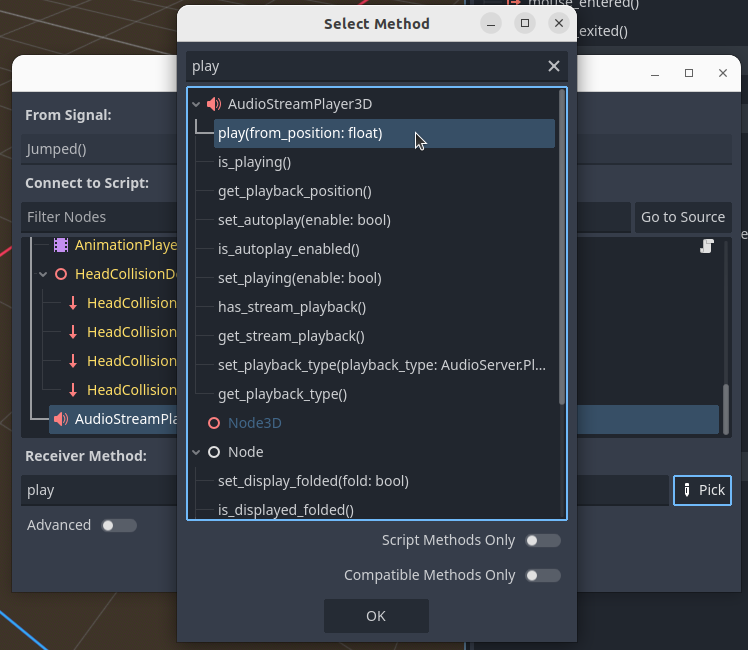 mouse_entered()
Select Method
_exited()
play
From Signal:
AudioStreamPlayer3D
play(from_position: float)
Jumped()
is_playing()
Connect to Script:
get_playback_position()
Filter Nodes
set_autoplay(enable: bool)
Go to Source
AnimationPlaye
is_autoplay_enabled()
HeadCollisionDe
set_playing(enable: bool)
HeadCollision
has_stream_playback()
HeadCollision
get_stream_playback()
HeadCollision
set_playback_type(playback_type: AudioServer.Pl...
HeadCollision
get_playback_type()
AudioStreamPla
Node3D
Receiver Method:
Node
play
set_display_folded(fold: bool)
Pick
is_displayed_folded()
Advanced
Script Methods Only
Compatible Methods Only
OK